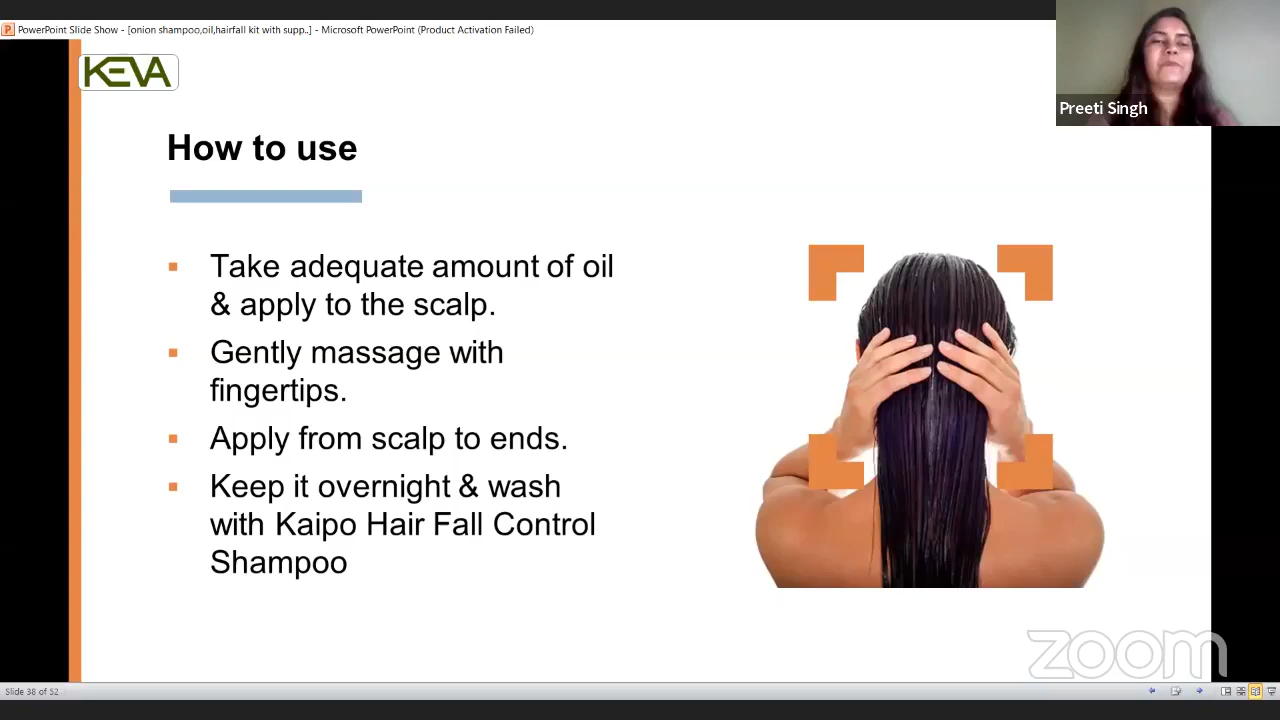 PowerPoint Slide Show - [onion shampoo,oil,hairfall kit with supp..] - Microsoft PowerPoint (Product Activation Failed)
KEVA
Preeti Singh
How to use
Take adequate amount of oil
& apply to the scalp.
Gently massage with
fingertips.
Apply from scalp to ends.
Keep it overnight & wash
with Kaipo Hair Fall Control
Shampoo
zoom
Slide 38 of 52